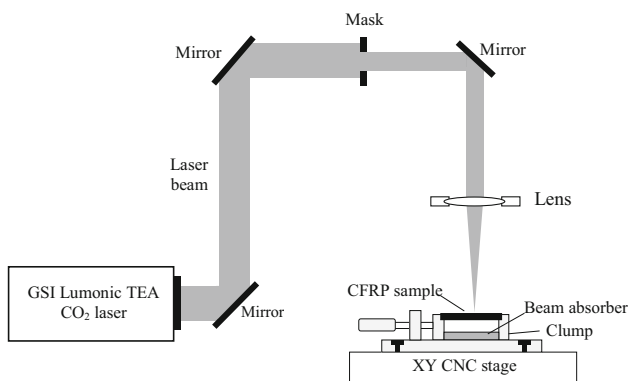 Mask
Mirror
Mirror
Laser
beam
Lens
GSI Lumonic TEA
CO₂ laser
Mirror
CFRP sample
Beam absorber
Clump
XY CNC stage